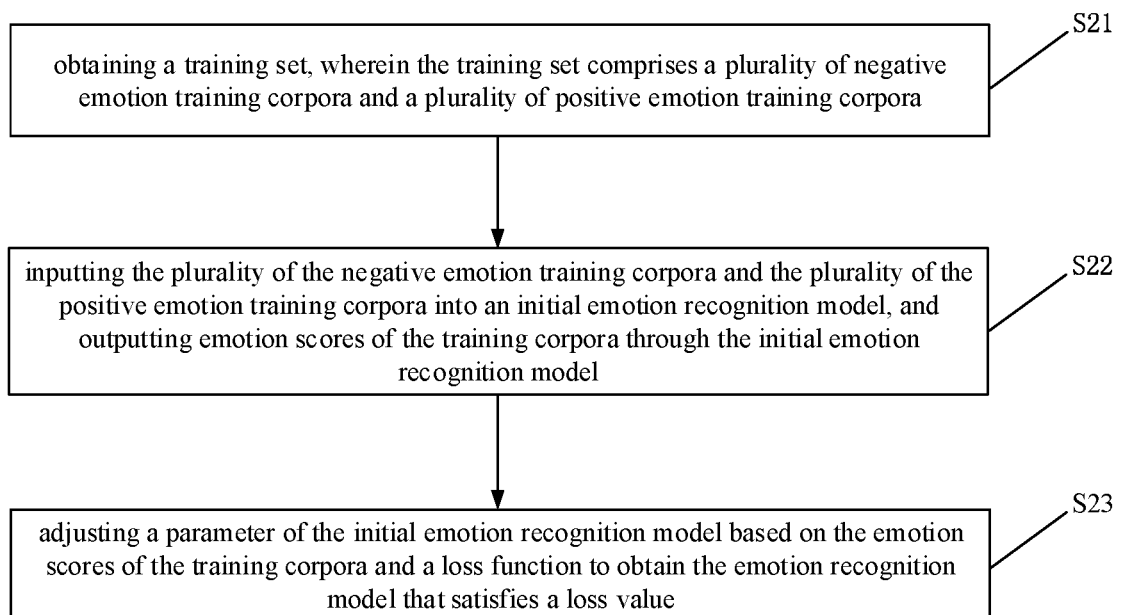 S21
obtaining a training set, wherein the training set comprises a plurality of negative
emotion training corpora and a plurality of positive emotion training corpora
S22
inputting the plurality of the negative emotion training corpora and the plurality of the
positive emotion training corpora into an initial emotion recognition model, and
outputting emotion scores of the training corpora through the initial emotion
recognition model
S23
adjusting a parameter of the initial emotion recognition model based on the emotion
scores of the training corpora and a loss function to obtain the emotion recognition
model that satisfies a loss value